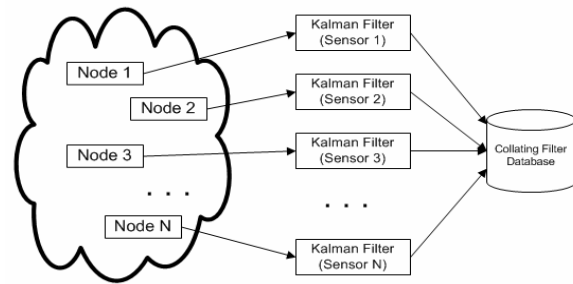 Node 1
Kalman Filter
(Sensor 1)
Node 2
Kalman Filter
(Sensor 2)
Node 3
Kalman Filter
(Sensor 3)
Collating Filter
Database
. . .
. . .
Node N
Kalman Filter
(Sensor N)